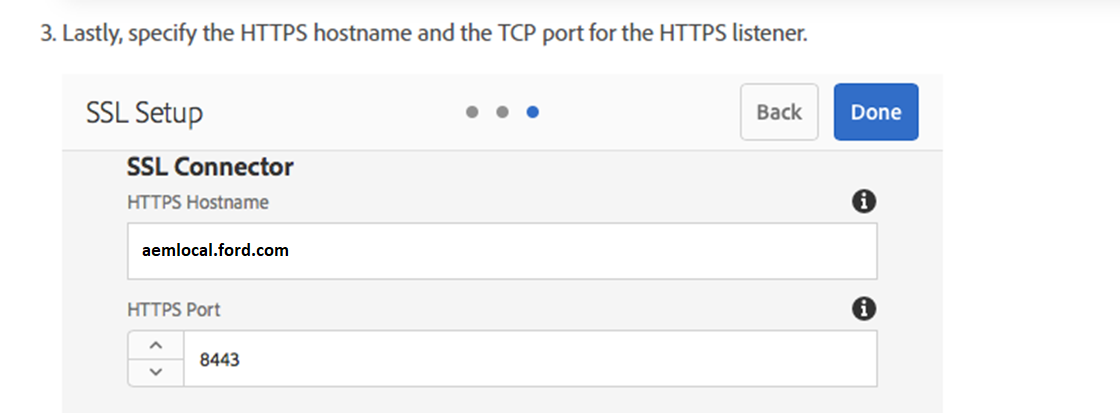 3. Lastly, specify the HTTPS hostname and the TCP port for the HTTPS listener.
SSL Setup
Back
Done
SSL Connector
HTTPS Hostname
aemlocal.ford.com
HTTPS Port
8443